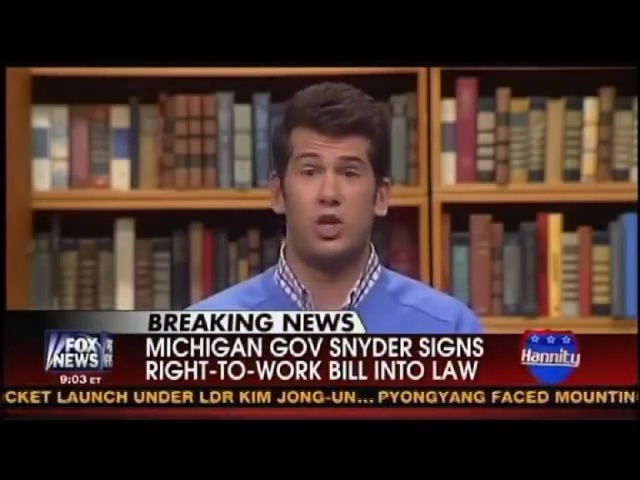 BREAKING NEWS
FOX
NEWS
9:03 ET
MICHIGAN GOV SNYDER SIGNS
RIGHT-TO-WORK BILL INTO LAW
Hannity
CKET LAUNCH UNDER LDR KIM JONG-UN... PYONGYANG FACED MOUNTIN